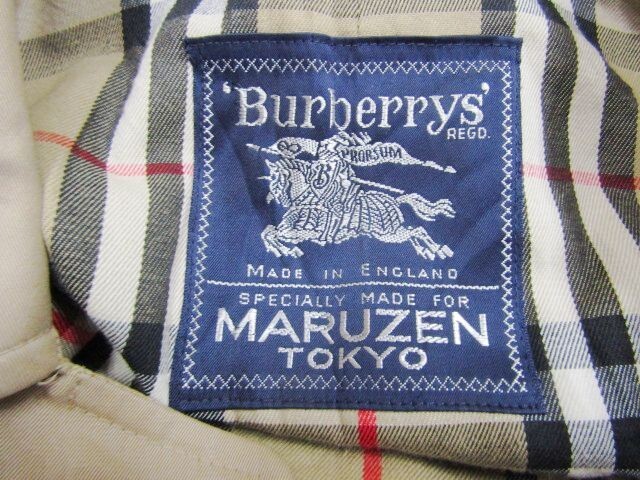 'Burberrys'
REGD.
PRORSUM
B
MADE IN ENGLAND
SPECIALLY MADE FOR
MARUZEN
TOKYO